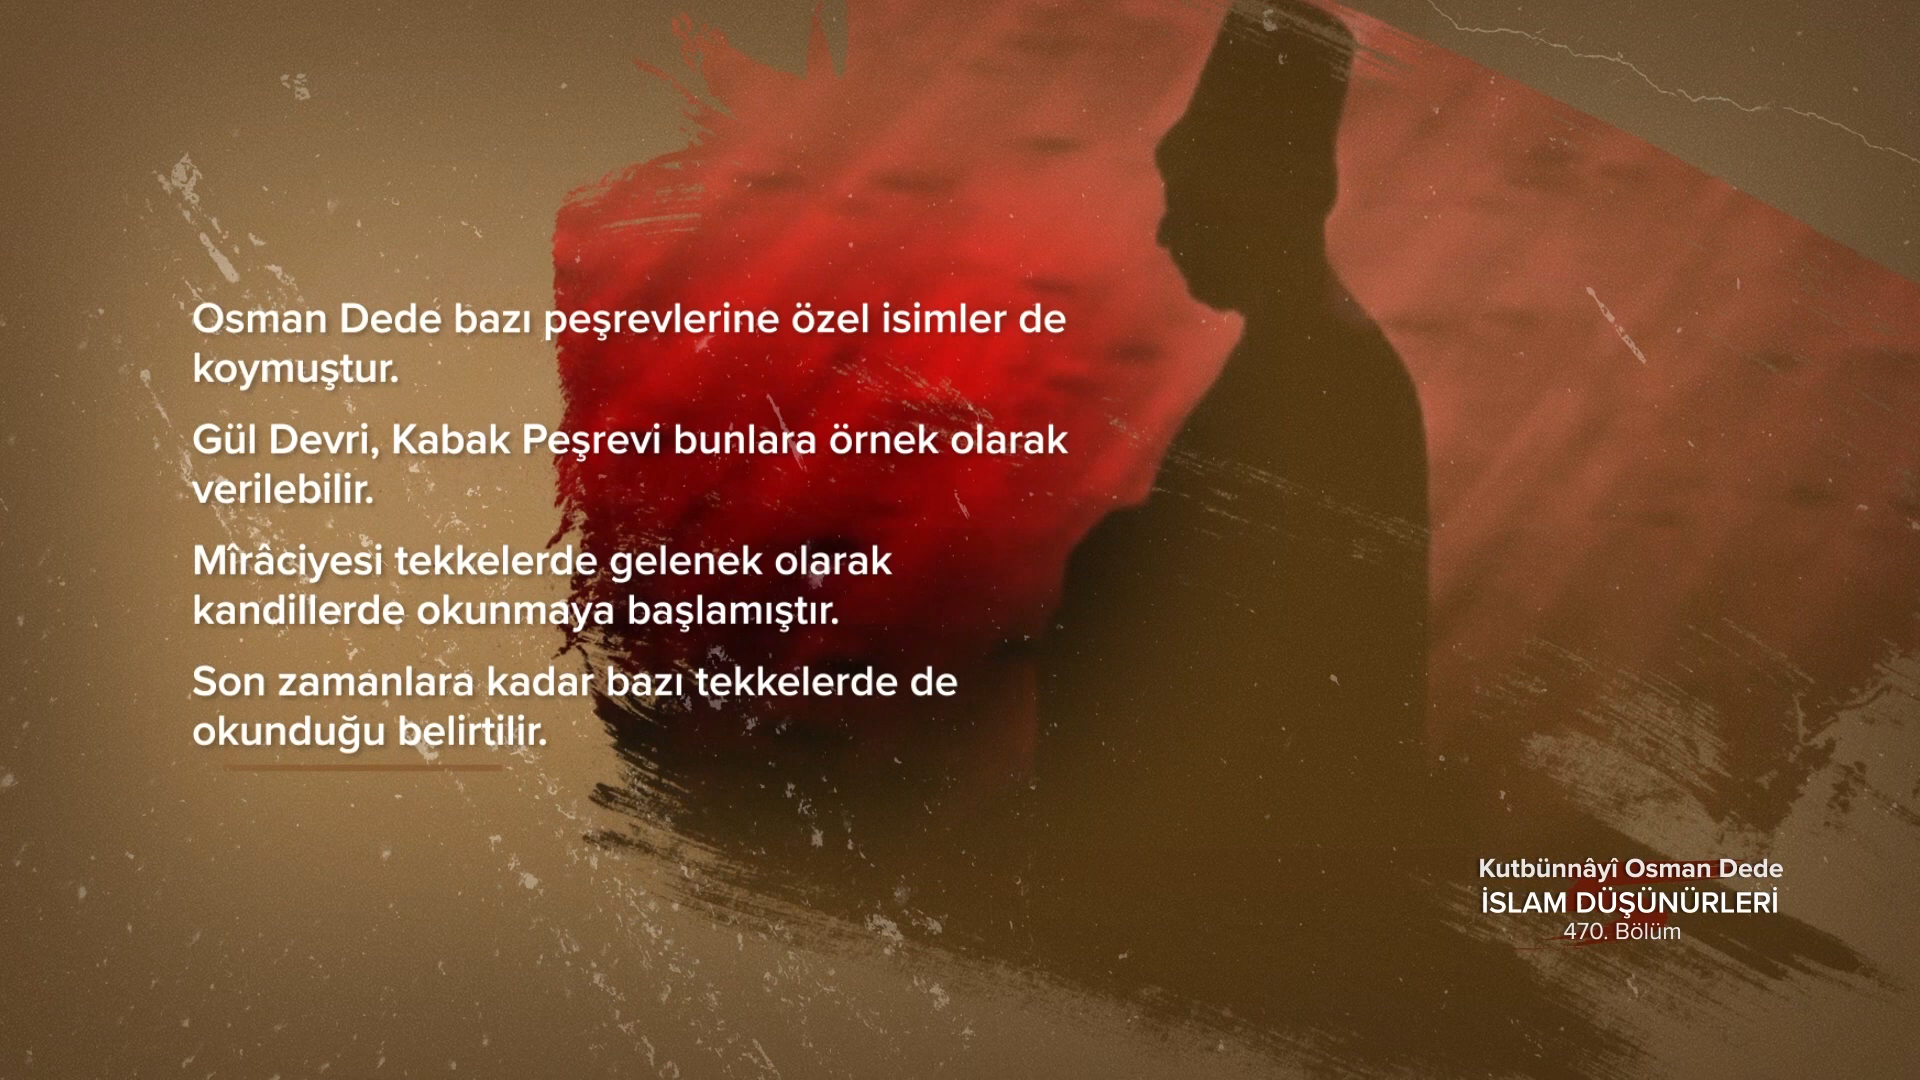 Osman Dede bazı peşrevlerine özel isimler de
koymuştur.
Gül Devri, Kabak Peşrevi bunlara örnek olarak
verilebilir.
Mîrâciyesi tekkelerde gelenek olarak
kandillerde okunmaya başlamıştır.
Son zamanlara kadar bazı tekkelerde de
okunduğu belirtilir.
Kutbünnâyî Osman Dede
İSLAM DÜŞÜNÜRLERİ
470. Bölüm